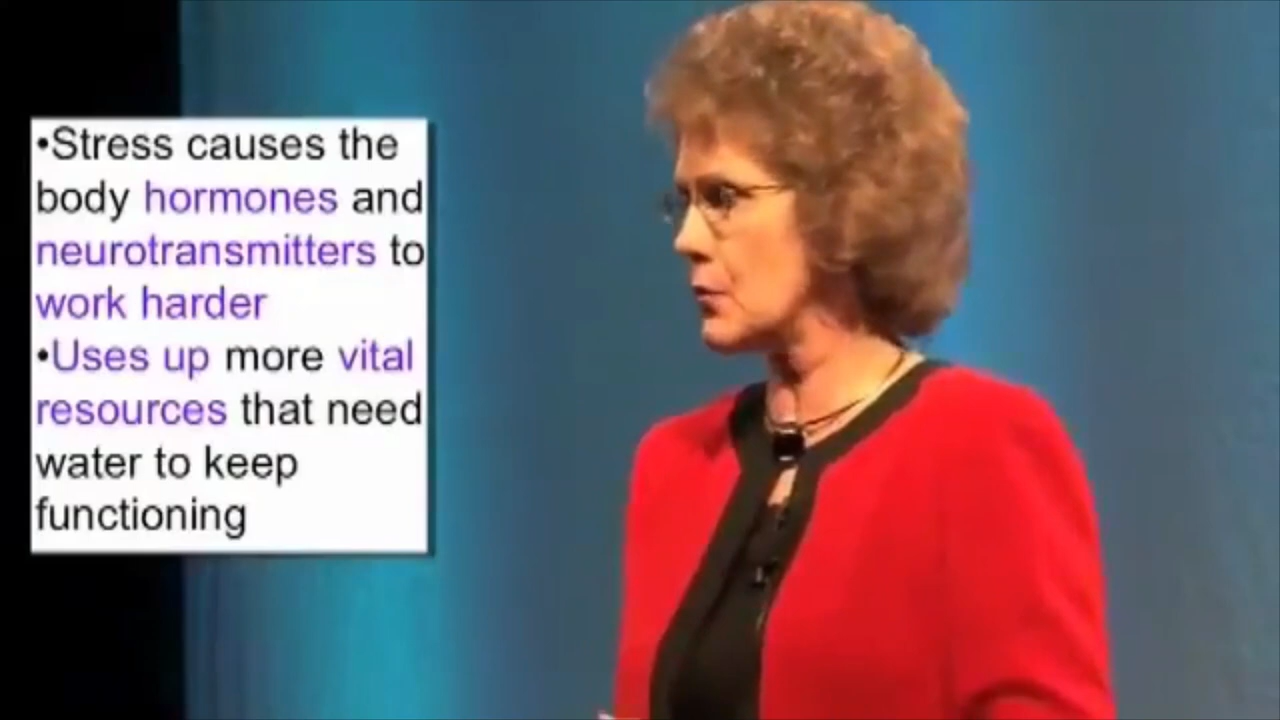 •Stress causes the
body hormones and
neurotransmitters to
work harder
•Uses up more vital
resources that need
water to keep
functioning